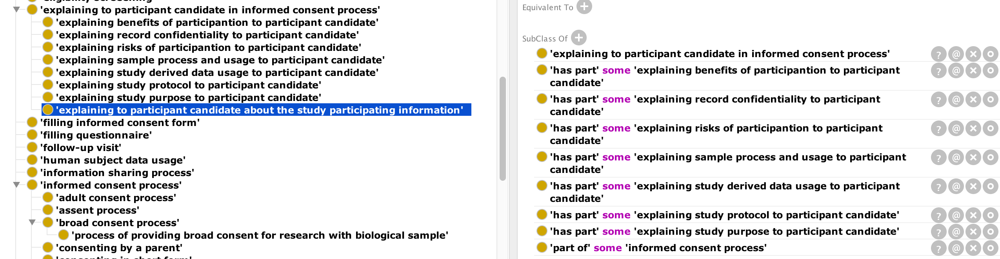 'explaining to participant candidate in informed consent process'
'explaining benefits of participantion to participant candidate'
'explaining record confidentiality to participant candidate'
'explaining risks of participantion to participant candidate'
'explaining sample process and usage to participant candidate'
'explaining study derived data usage to participant candidate'
'explaining study protocol to participant candidate'
'explaining study purpose to participant candidate'
'explaining to participant candidate about the study participating information'
'filling informed consent form'
'filling questionnaire'
'follow-up visit'
'human subject data usage'
'information sharing process'
'informed consent process'
'adult consent process'
'assent process'
'broad consent process'
'process of providing broad consent for research with biological sample'
'consenting by a parent'
'consenting in short form'
Equivalent To
SubClass Of
'explaining to participant candidate in informed consent process'
'has part' some 'explaining benefits of participantion to participant
candidate'
'has part' some 'explaining record confidentiality to participant
candidate'
'has part' some 'explaining risks of participantion to participant
candidate'
'has part' some 'explaining sample process and usage to participant
candidate'
'has part' some 'explaining study derived data usage to participant
candidate'
'has part' some 'explaining study protocol to participant candidate'
'has part' some 'explaining study purpose to participant candidate'
'part of' some 'informed consent process'